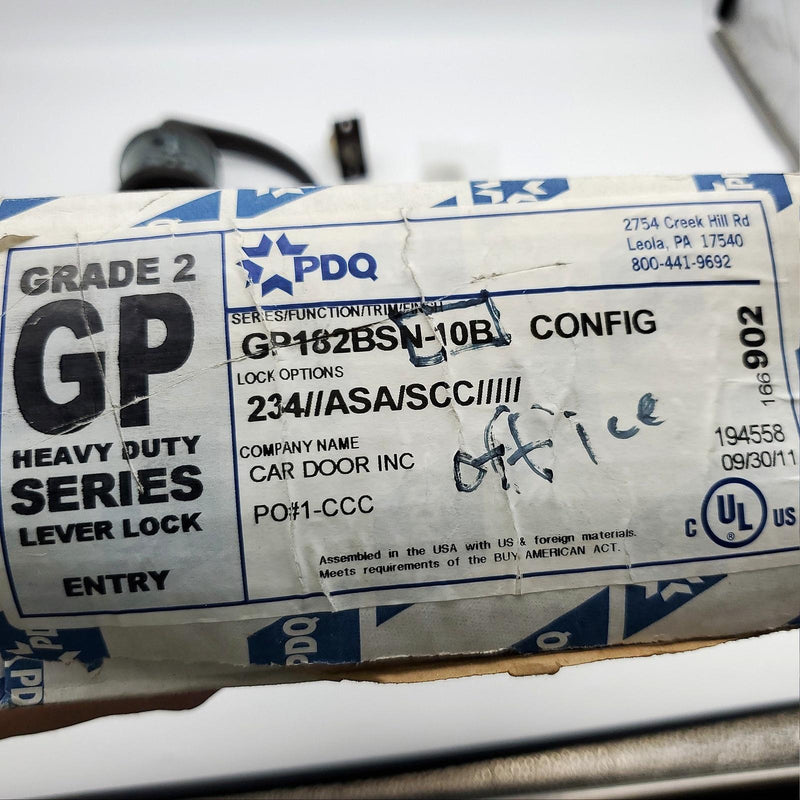 GRADE 2
GP
HEAVY DUTY
SERIES
LEVER LOCK
ENTRY
PDQ
2754 Creek Hill Rd
Leola, PA 17540
800-441-9692
SERIES/FUNCTION/TRIM/FINISH
GP182BSN-10B CONFIG
LOCK OPTIONS
234//ASA/SCC/////
COMPANY NAME
CAR DOOR INC
PO#1-CCC
office
166902
194558
09/30/11
C UL US
®
Assembled in the USA with US & foreign materials.
Meets requirements of the BUY AMERICAN ACT.
PDQ
PDQ